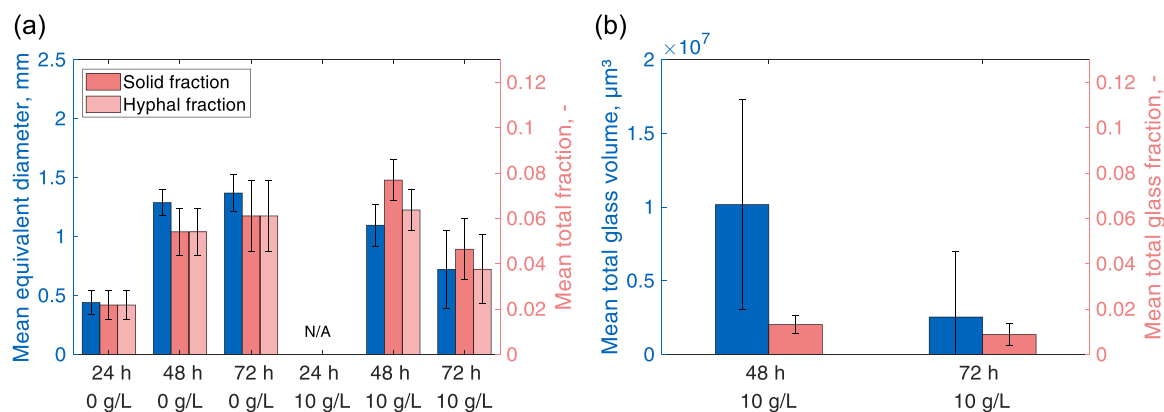 (a)
Mean equivalent diameter, mm
2.5
2
1.5
1
0.5
0
Solid fraction
Hyphal fraction
N/A
24 h
0 g/L
48 h
0 g/L
72 h
0 g/L
24 h
10 g/L
48 h
10 g/L
72 h
10 g/L
0.12
0.1
0.08
0.06
0.04
0.02
0
Mean total fraction, -
(b)
Mean total glass volume, µm³
×10⁷
2
1.5
1
0.5
0
48 h
10 g/L
72 h
10 g/L
0.12
0.1
0.08
0.06
0.04
0.02
0
Mean total glass fraction, -